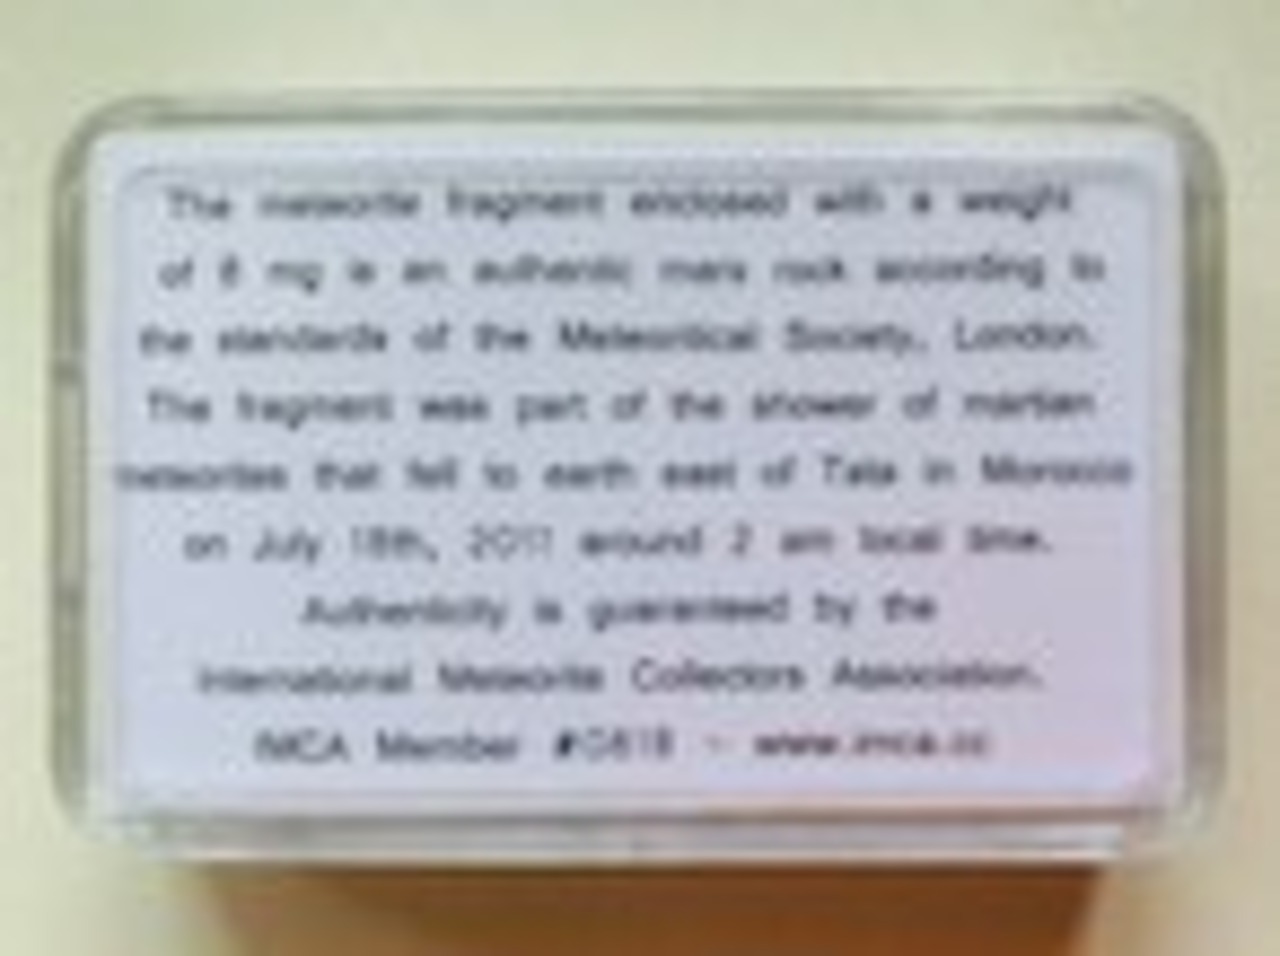 The meteorite fragment enclosed with a weight
of mg is an authentic mars rock according to
the standards of the Meteoritical Society, London.
The fragment was part of the shower of martian
meteorites that fell to earth east of Tata in Morocco
on July 18th, 2011 around 2 am local time.
Authenticity is guaranteed by the
International Meteorite Collectors Association.
IMCA Member - www.imca.cc